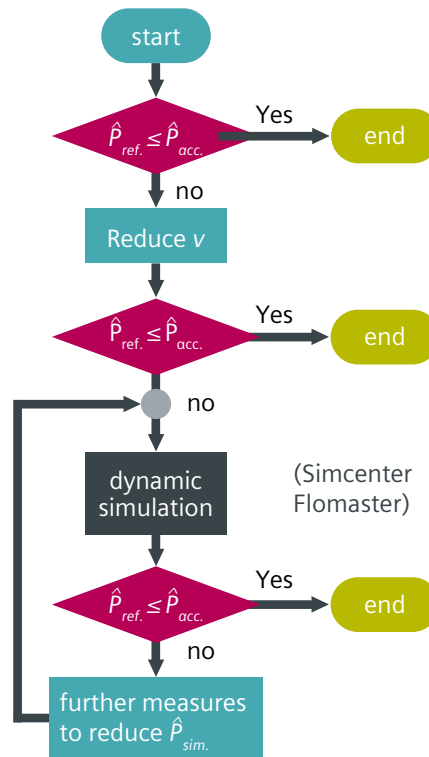 start
P̂ref. ≤ P̂acc.
Yes
end
no
Reduce v
P̂ref. ≤ P̂acc.
Yes
end
no
dynamic
simulation
(Simcenter
Flomaster)
P̂ref. ≤ P̂acc.
Yes
end
no
further measures
to reduce P̂sim.